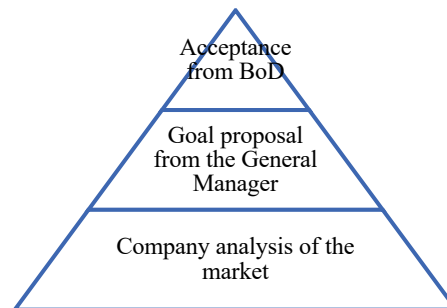 Acceptance
from BoD
Goal proposal
from the General
Manager
Company analysis of the
market